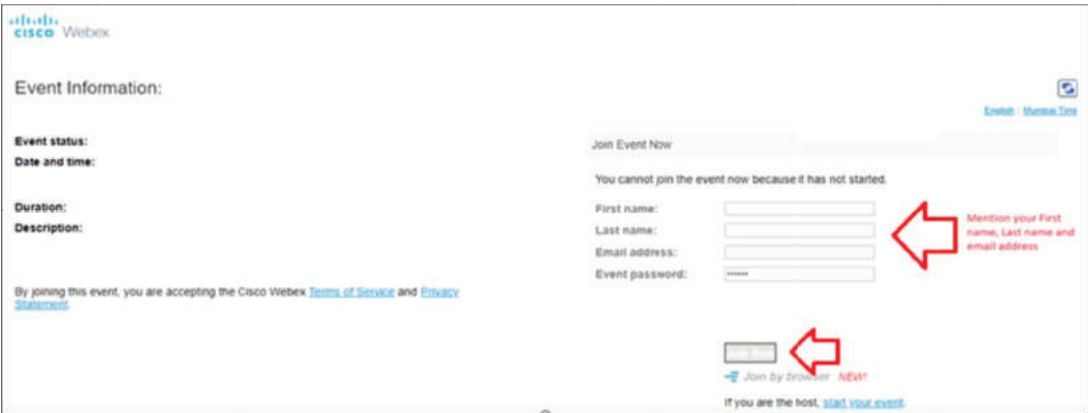 CISCO Webex
Event Information:
English | Mumbai Time
Event status:
Date and time:
Duration:
Description:
By joining this event, you are accepting the Cisco Webex Terms of Service and Privacy
Statement.
Join Event Now
You cannot join the event now because it has not started.
First name:
Last name:
Email address:
Event password:
Mention your First
name, Last name and
email address
Join by browser NEW!
If you are the host, start your event.